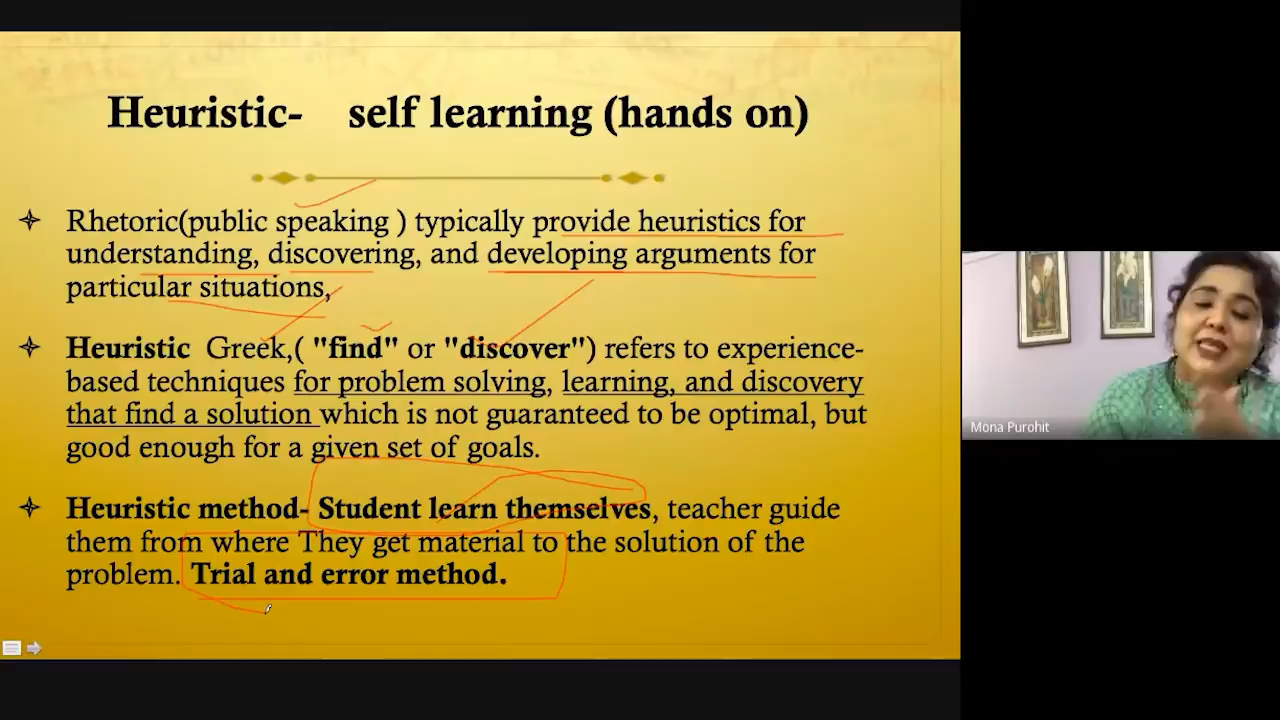 Heuristic- self learning (hands on)
Rhetoric(public speaking ) typically provide heuristics for
understanding, discovering, and developing arguments for
particular situations,
Heuristic Greek,( "find" or "discover") refers to experience-
based techniques for problem solving, learning, and discovery
that find a solution which is not guaranteed to be optimal, but
good enough for a given set of goals.
Heuristic method- Student learn themselves, teacher guide
them from where They get material to the solution of the
problem. Trial and error method.
Mona Purohit